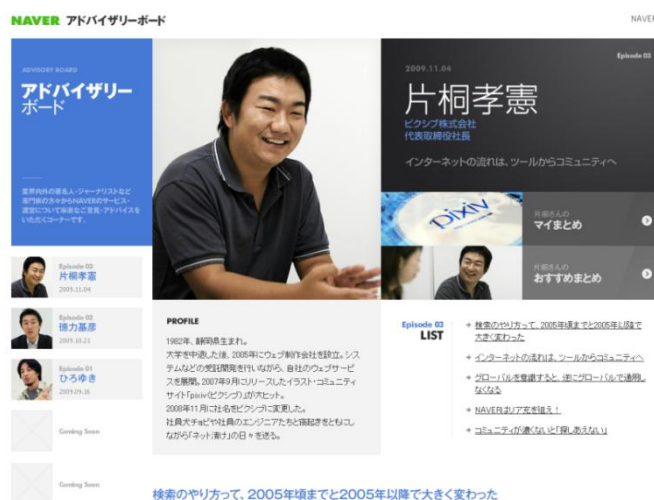 NAVER アドバイザリーボード
NAVER
ADVISORY BOARD
アドバイザリー
ボード
業界内外の著名人・ジャーナリストなど
専門家の方々からNAVERのサービス・
運営について率直なご意見・アドバイスを
いただくコーナーです。
Episode 03
2009.11.04
片桐孝憲
ピクシブ株式会社
代表取締役社長
インターネットの流れは、ツールからコミュニティへ
pixiv
片桐さんの
マイまとめ
片桐さんの
おすすめまとめ
Episode 03
片桐孝憲
2009.11.04
Episode 02
徳力基彦
2009.10.21
Episode 01
ひろゆき
2009.09.16
Coming Soon
Coming Soon
PROFILE
1982年、静岡県生まれ。
大学を中退した後、2005年にウェブ制作会社を設立。シス
テムなどの受託開発を行いながら、自社のウェブサービ
スを展開。2007年9月にリリースしたイラスト・コミュニティ
サイト「pixiv(ピクシブ)」が大ヒット。
2008年11月に社名をピクシブに変更した。
社員犬チョビや社員のエンジニアたちと寝起きをともにし
ながら「ネット漬け」の日々を送る。
Episode 03
LIST
検索のやり方って、2005年頃までと2005年以降で
大きく変わった
インターネットの流れは、ツールからコミュニティへ
グローバルを意識すると、逆にグローバルで通用し
なくなる
NAVERはリア充を狙え！
コミュニティが濃くないと「探しあえない」
検索のやり方って、2005年頃までと2005年以降で大きく変わった